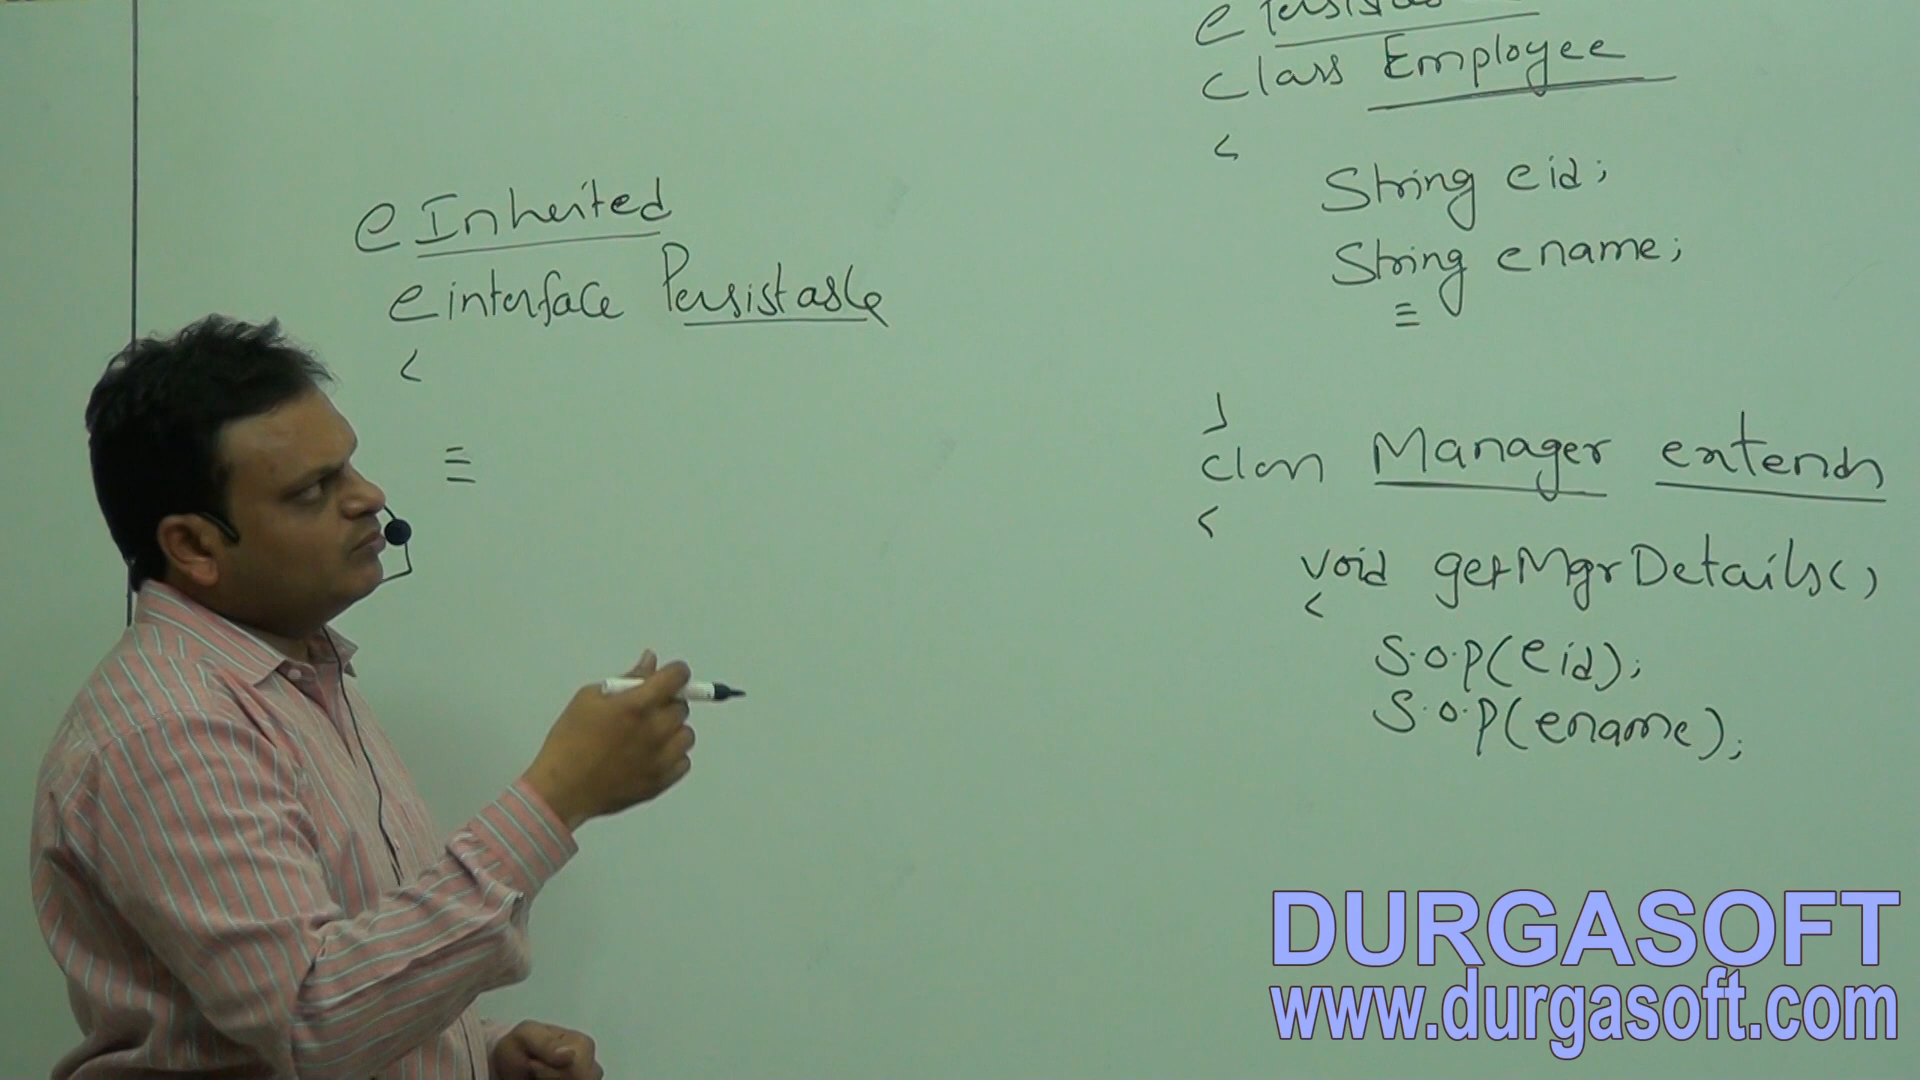 @Inherited
@interface Persistable
{
≡
@Persistable
class Employee
{
String eid;
String ename;
≡
}
class Manager extends
{
void getMgrDetails()
{
S.o.p(eid);
S.o.p(ename);
DURGASOFT
www.durgasoft.com